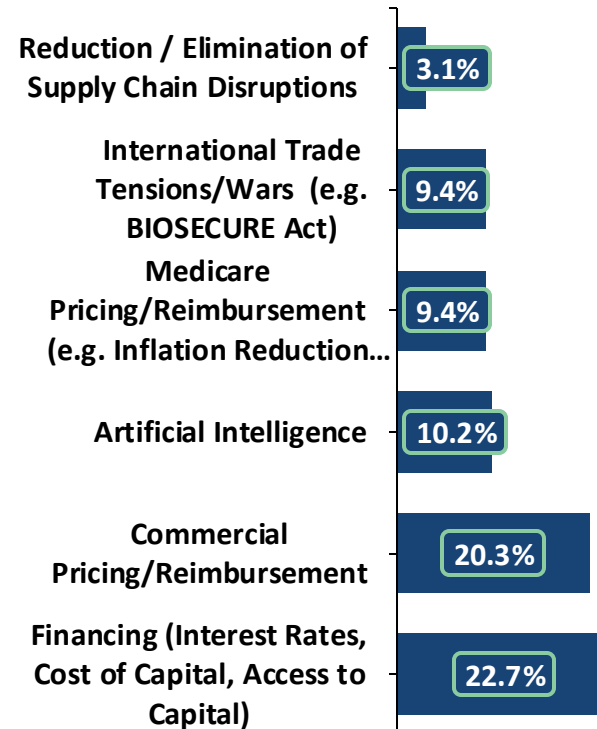 Reduction / Elimination of
Supply Chain Disruptions
3.1%
International Trade
Tensions/Wars (e.g.
BIOSECURE Act)
9.4%
Medicare
Pricing/Reimbursement
(e.g. Inflation Reduction…
9.4%
Artificial Intelligence
10.2%
Commercial
Pricing/Reimbursement
20.3%
Financing (Interest Rates,
Cost of Capital, Access to
Capital)
22.7%